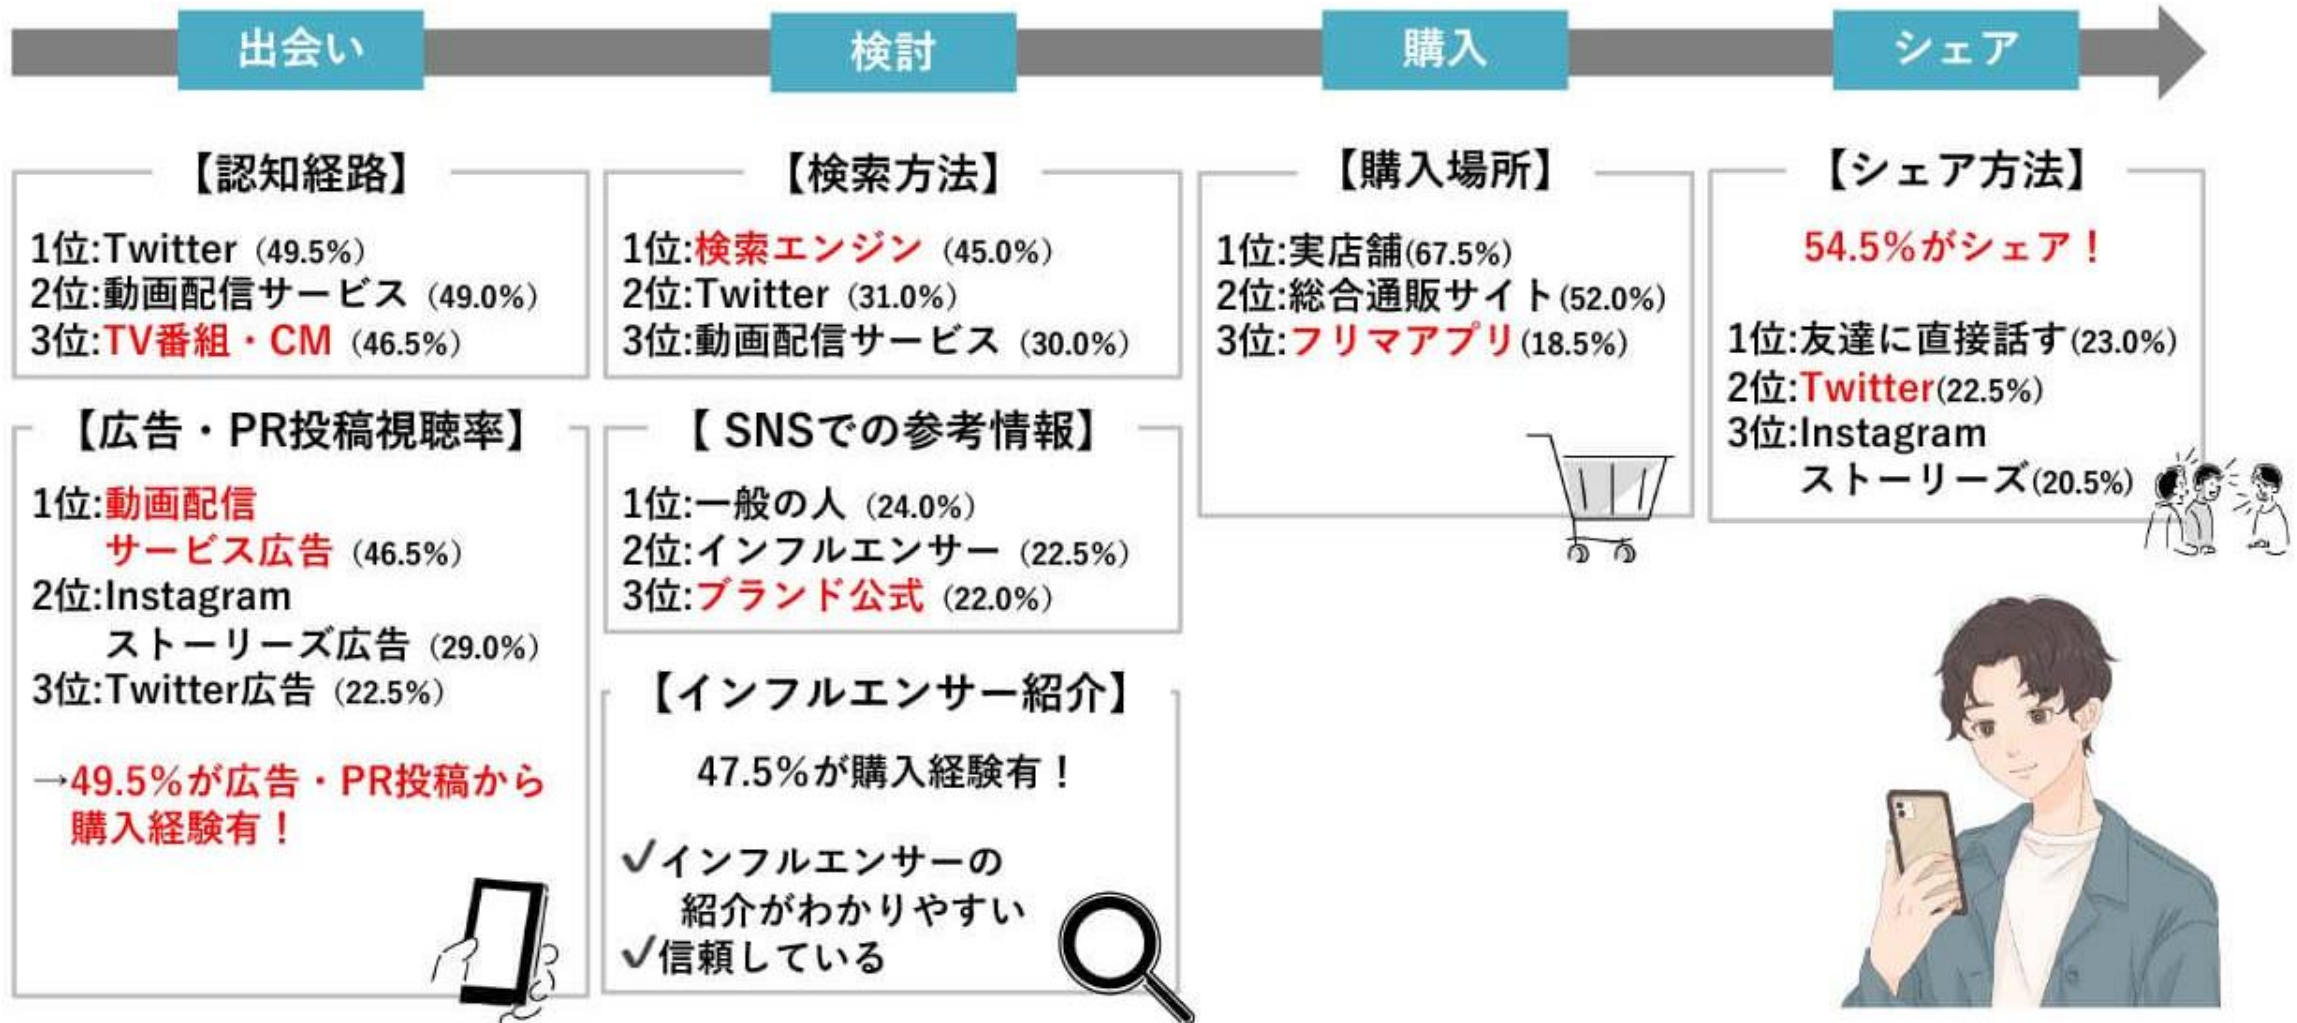 出会い
検討
購入
シェア
【認知経路】
1位:Twitter（49.5%）
2位:動画配信サービス（49.0%）
3位:TV番組・CM（46.5%）
【広告・PR投稿視聴率】
1位:動画配信
サービス広告（46.5%）
2位:Instagram
ストーリーズ広告（29.0%）
3位:Twitter広告（22.5%）
→49.5%が広告・PR投稿から
購入経験有！
【検索方法】
1位:検索エンジン（45.0%）
2位:Twitter（31.0%）
3位:動画配信サービス（30.0%）
【 SNSでの参考情報】
1位:一般の人（24.0%）
2位:インフルエンサー（22.5%）
3位:ブランド公式（22.0%）
【インフルエンサー紹介】
47.5%が購入経験有！
✓インフルエンサーの
紹介がわかりやすい
✓信頼している
【購入場所】
1位:実店舗(67.5%)
2位:総合通販サイト(52.0%)
3位:フリマアプリ(18.5%)
【シェア方法】
54.5%がシェア！
1位:友達に直接話す(23.0%)
2位:Twitter(22.5%)
3位:Instagram
ストーリーズ(20.5%)